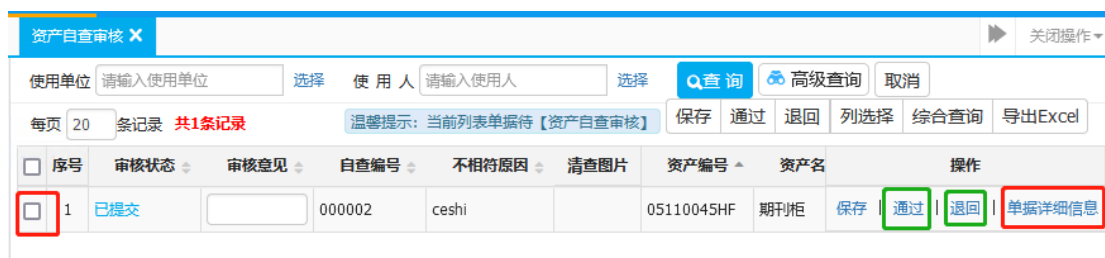 资产自查审核 关闭操作
使用单位 请输入使用单位 选择 使 用 人 请输入使用人 选择 查 询 高级查询 取消
每页 20 条记录 共1条记录 温馨提示：当前列表单据待【资产自查审核】 保存 通过 退回 列选择 综合查询 导出Excel
序号 审核状态 审核意见 自查编号 不相符原因 清查图片 资产编号 资产名 操作
1 已提交 000002 ceshi 05110045HF 期刊柜 保存 | 通过 | 退回 | 单据详细信息